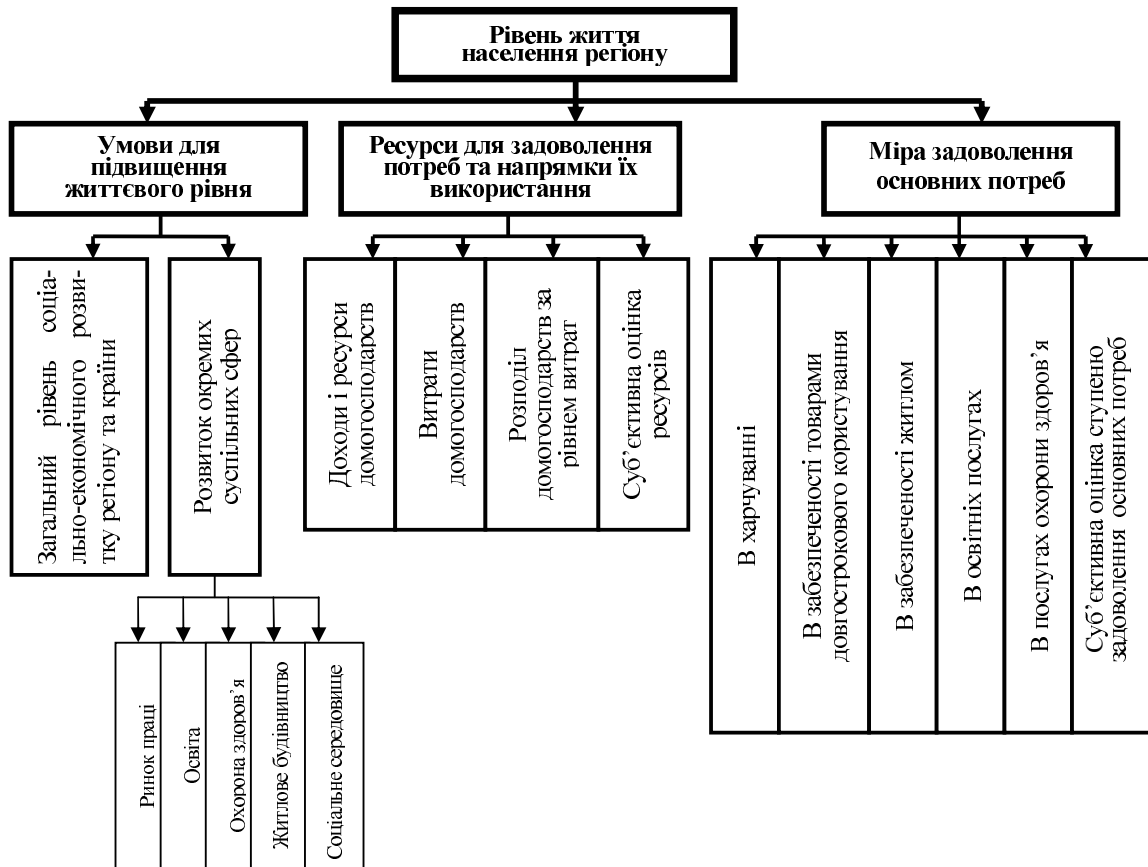 Рівень життя
населення регіону
Умови для
підвищення
життєвого рівня
Ресурси для задоволення
потреб та напрямки їх
використання
Міра задоволення
основних потреб
Загальний рівень соціа-
льно-економічного розви-
тку регіону та країни
Розвиток окремих
суспільних сфер
Доходи і ресурси
домогосподарств
Витрати
домогосподарств
Розподіл
домогосподарств за
рівнем витрат
Суб’єктивна оцінка
ресурсів
В харчуванні
В забезпеченості товарами
довгострокового користування
В забезпеченості житлом
В освітніх послугах
В послугах охорони здоров’я
Суб’єктивна оцінка ступеню
задоволення основних потреб
Ринок праці
Освіта
Охорона здоров’я
Житлове будівництво
Соціальне середовище